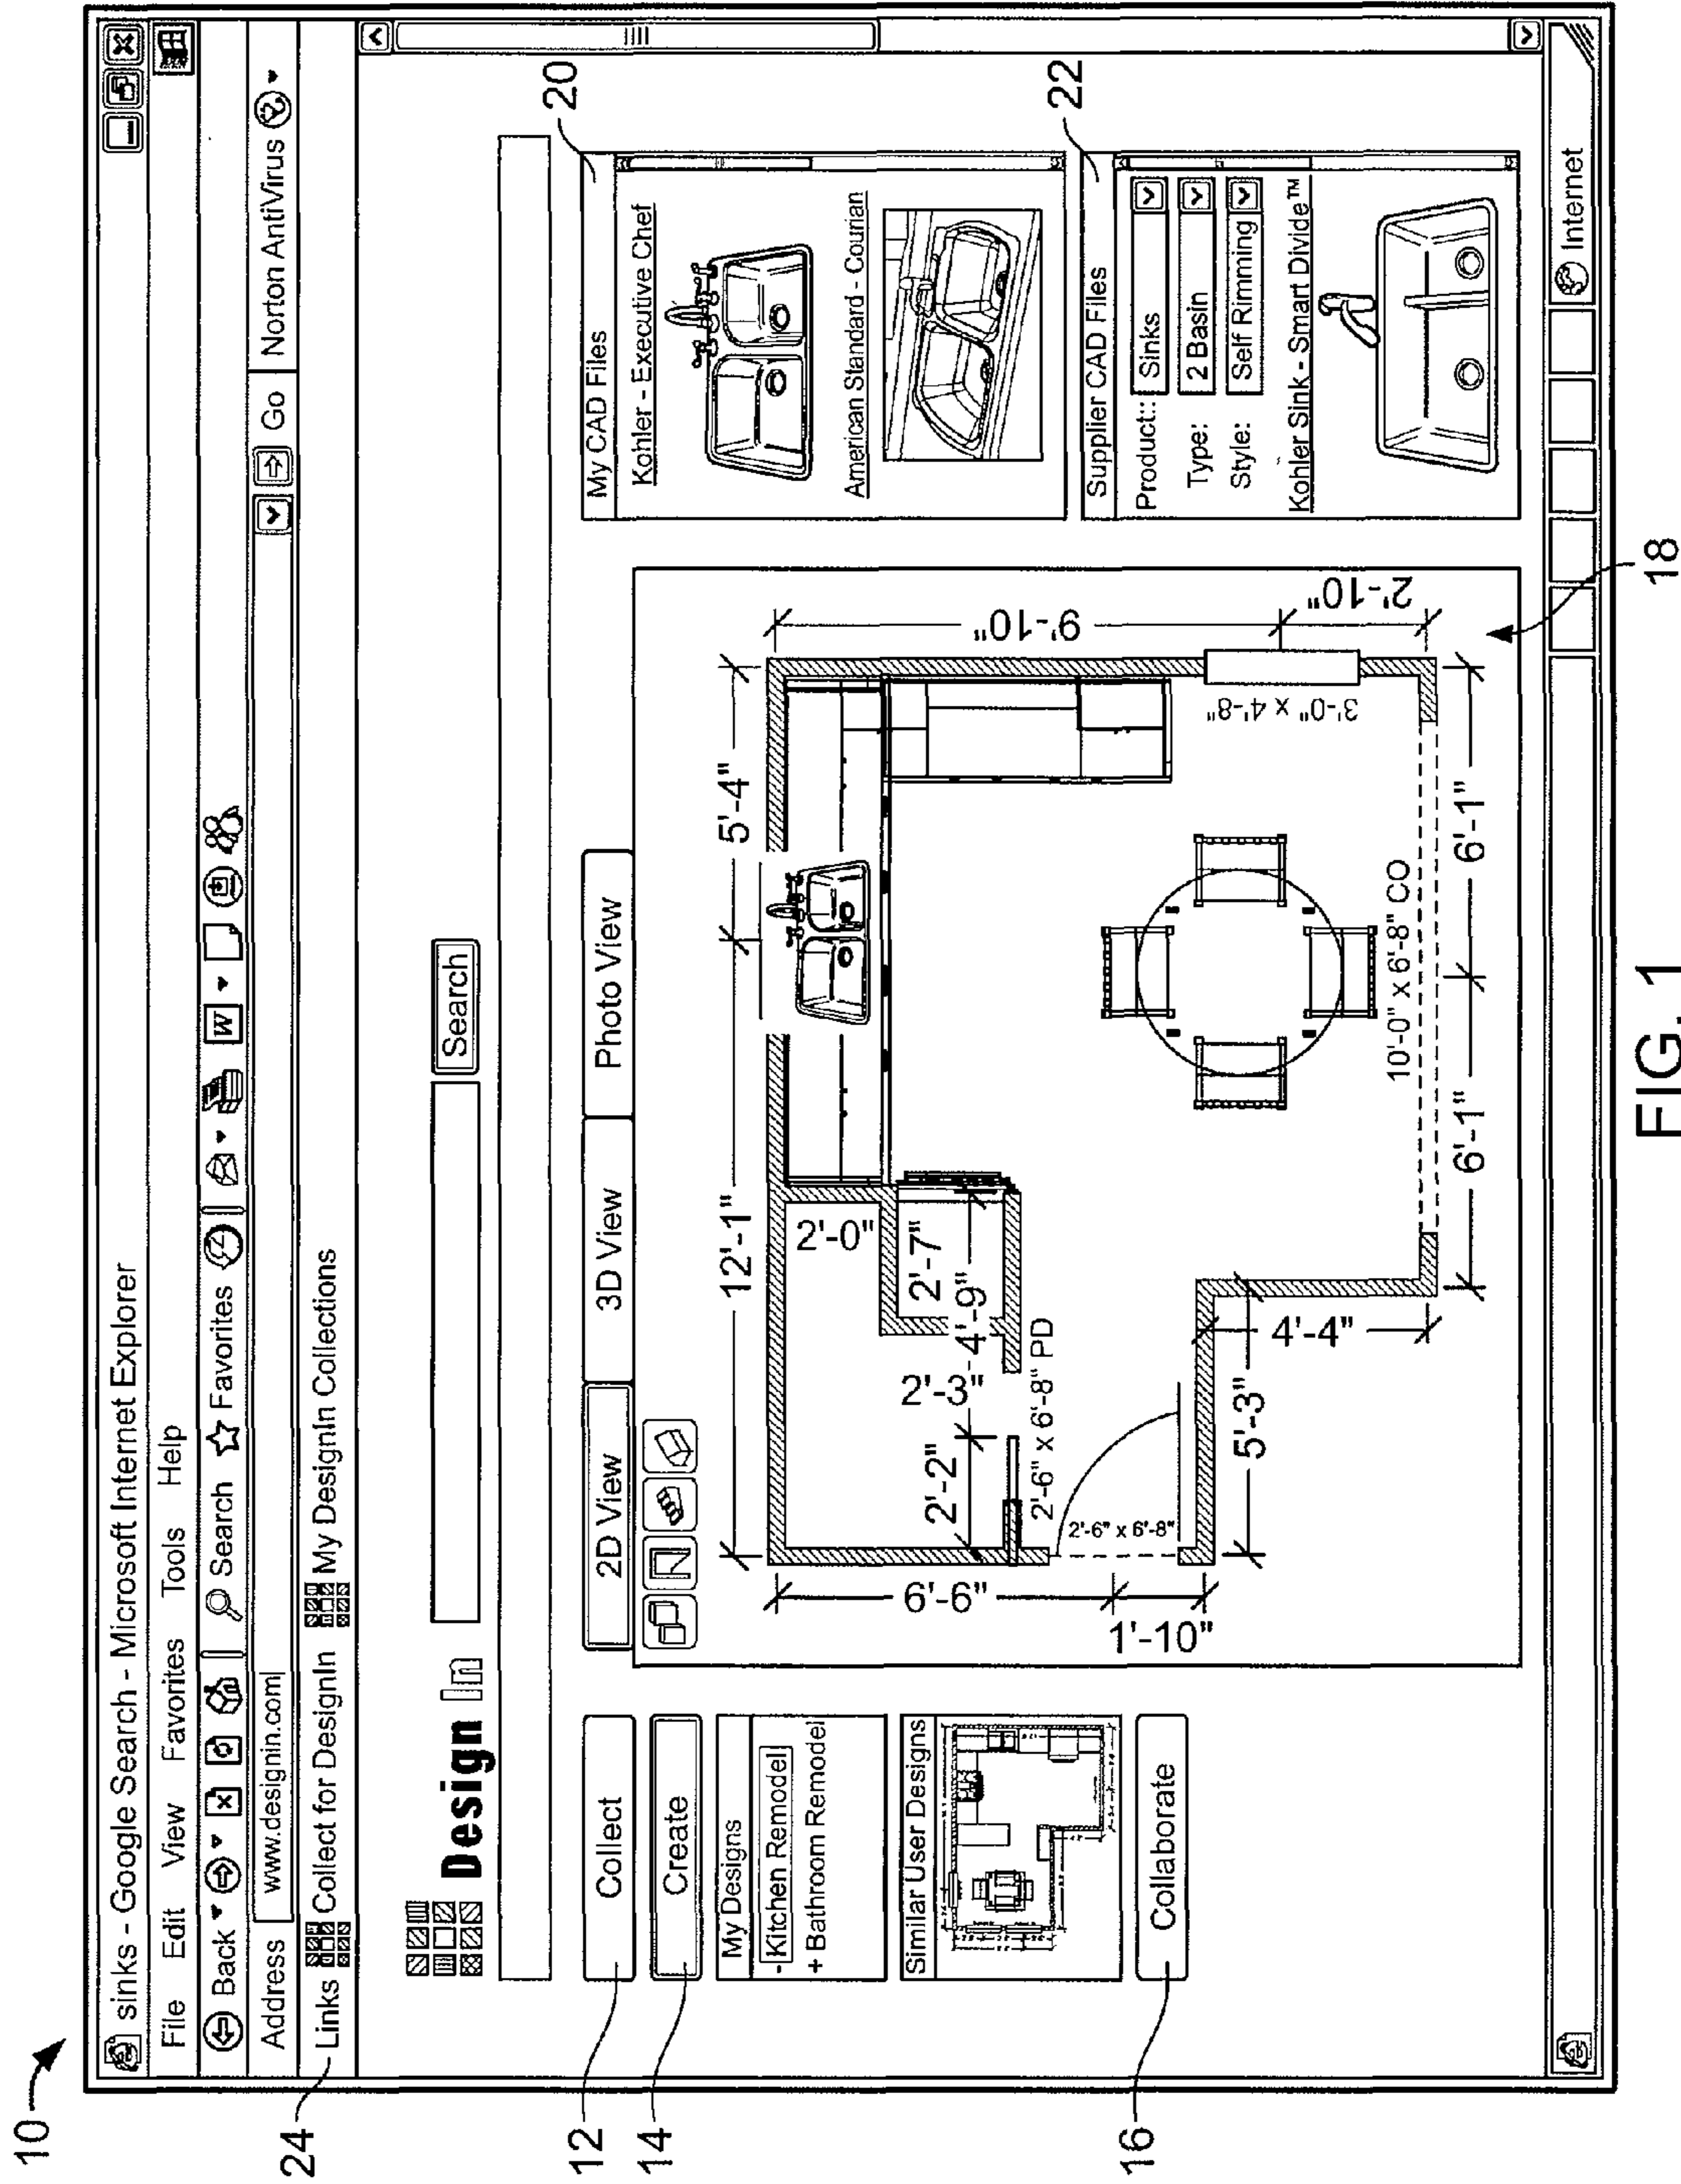 10
sinks - Google Search - Microsoft Internet Explorer
File Edit View Favorites Tools Help
Back Search Favorites W
Address www.designin.com Go Norton AntiVirus
24 Links Collect for DesignIn My DesignIn Collections
Design In Search
12 Collect
14 Create
My Designs
- Kitchen Remodel
+ Bathroom Remodel
Similar User Designs
16 Collaborate
2D View 3D View Photo View
12'-1" 5'-4"
2'-0"
9'-10"
6'-6"
2'-7"
4'-9"
2'-2" 2'-3"
2'-6" x 6'-8" PD
2'-6" x 6'-8"
1'-10"
3'-0" x 4'-8"
2'-10"
5'-3"
4'-4"
10'-0" x 6'-8" CO
6'-1" 6'-1"
18
My CAD Files 20
Kohler - Executive Chef
American Standard - Courian
Supplier CAD Files 22
Product:: Sinks
Type: 2 Basin
Style: Self Rimming
Kohler Sink - Smart Divide™
Internet
FIG. 1